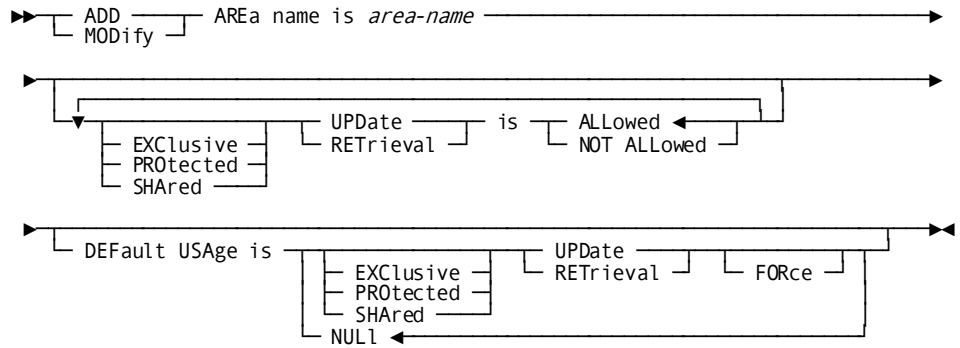 ADD AREa name is area-name
MODify
UPDate is ALLowed
EXClusive RETrieval NOT ALLowed
PROtected
SHAred
DEFault USAge is UPDate
EXClusive RETrieval FORce
PROtected
SHAred
NULl